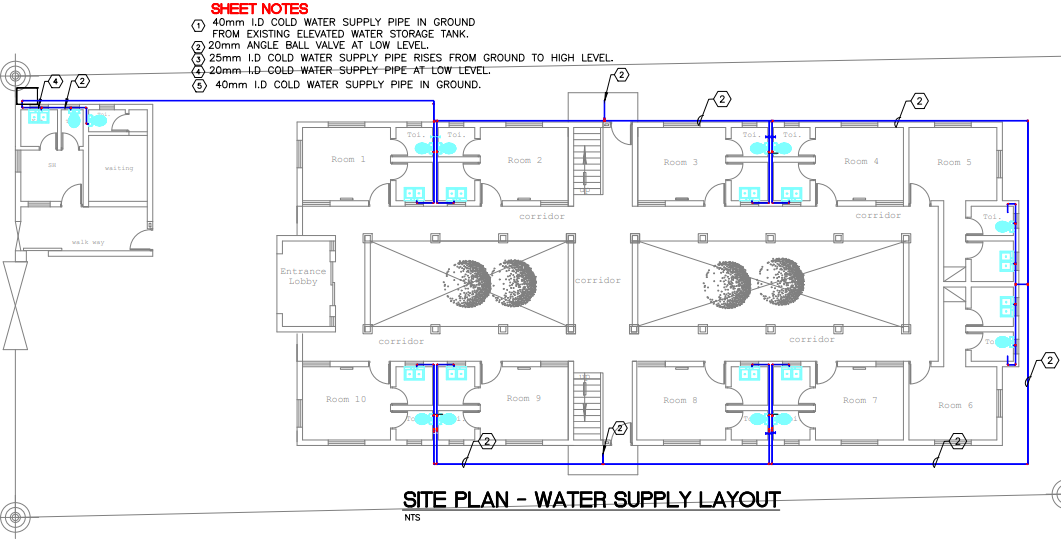 SHEET NOTES
1 40mm I.D COLD WATER SUPPLY PIPE IN GROUND
FROM EXISTING ELEVATED WATER STORAGE TANK.
2 20mm ANGLE BALL VALVE AT LOW LEVEL.
3 25mm I.D COLD WATER SUPPLY PIPE RISES FROM GROUND TO HIGH LEVEL.
4 20mm I.D COLD WATER SUPPLY PIPE AT LOW LEVEL.
5 40mm I.D COLD WATER SUPPLY PIPE IN GROUND.
4 2
2
2 2
Toi. Toi. Toi. Toi.
Room 1 Room 2 Room 3 Room 4 Room 5
waiting
walk way
corridor corridor
Toi.
Entrance
Lobby
corridor
corridor corridor
2
Room 10 Room 9 Room 8 Room 7 Room 6
2 2 2
SITE PLAN - WATER SUPPLY LAYOUT
NTS